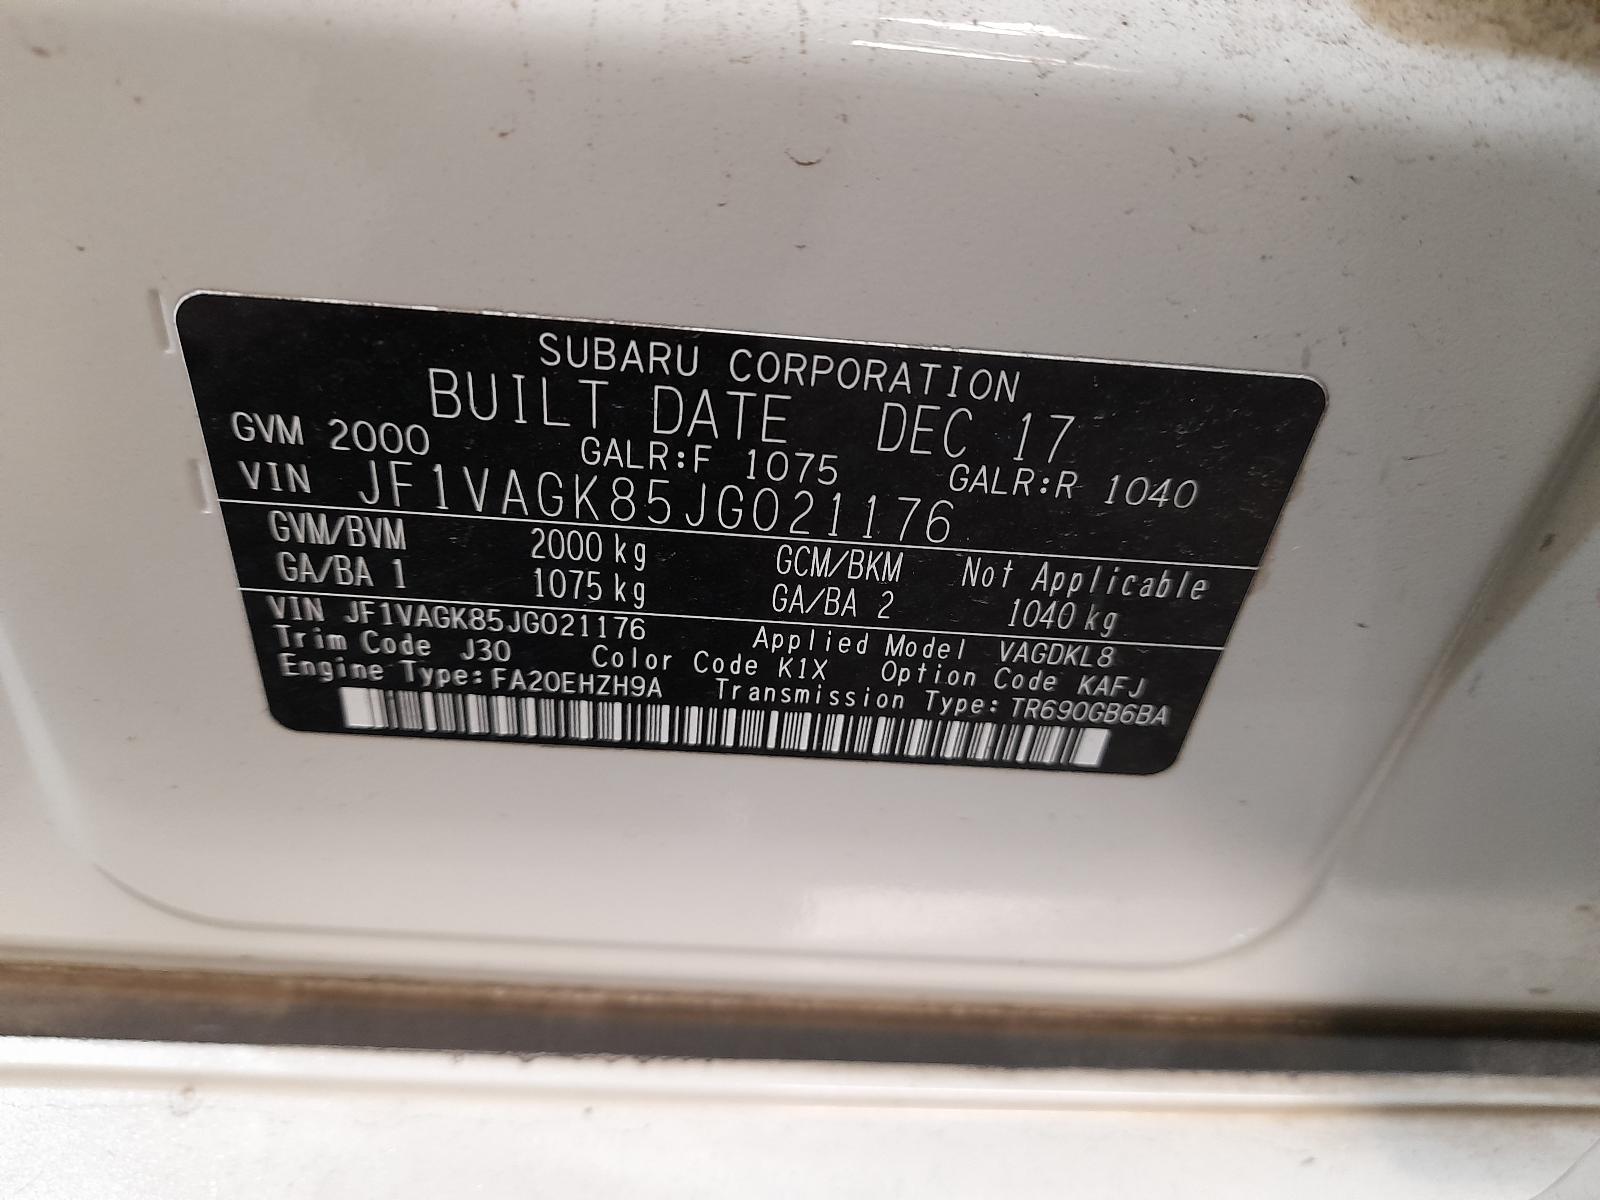 SUBARU CORPORATION
BUILT DATE DEC 17
GVM 2000 GALR:F 1075 GALR:R 1040
VIN JF1VAGK85JG021176
GVM/BVM 2000 kg GCM/BKM Not Applicable
GA/BA 1 1075 kg GA/BA 2 1040 kg
VIN JF1VAGK85JG021176 Applied Model VAGDKL8
Trim Code J30 Color Code K1X Option Code KAFJ
Engine Type:FA20EHZH9A Transmission Type:TR690GB6BA